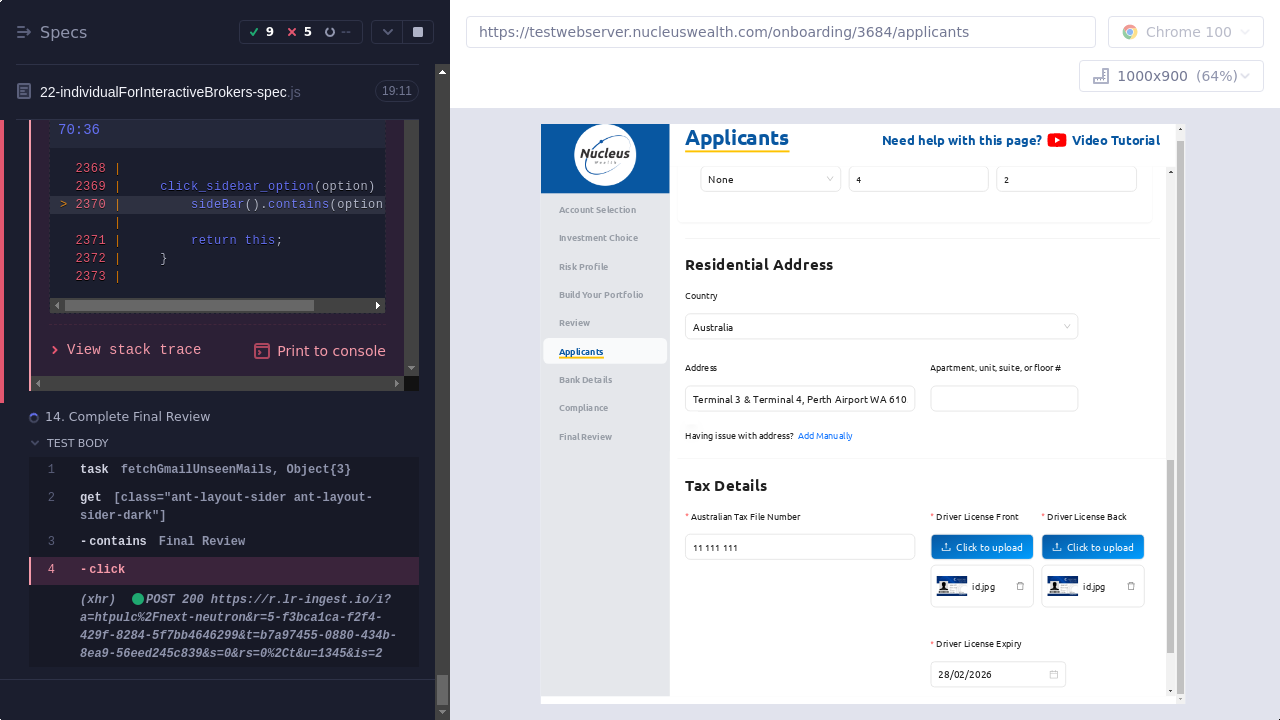 Specs
9
5
--
22-individualForInteractiveBrokers-spec.js
19:11
70:36
2368 |
2369 |     click_sidebar_option(option)
> 2370 |         sideBar().contains(option
|
2371 |         return this;
2372 |     }
2373 |
View stack trace
Print to console
14. Complete Final Review
TEST BODY
1 task fetchGmailUnseenMails, Object{3}
2 get [class="ant-layout-sider ant-layout-
sider-dark"]
3 -contains Final Review
4 -click
(xhr) POST 200 https://r.lr-ingest.io/i?
a=htpulc%2Fnext-neutron&r=5-f3bca1ca-f2f4-
429f-8284-5f7bb4646299&t=b7a97455-0880-434b-
8ea9-56eed245c839&s=0&rs=0%2Ct&u=1345&is=2
https://testwebserver.nucleuswealth.com/onboarding/3684/applicants
Chrome 100
1000x900 (64%)
Nucleus
Wealth
Account Selection
Investment Choice
Risk Profile
Build Your Portfolio
Review
Applicants
Bank Details
Compliance
Final Review
Applicants
Need help with this page? Video Tutorial
None
4
2
Residential Address
Country
Australia
Address
Apartment, unit, suite, or floor #
Terminal 3 & Terminal 4, Perth Airport WA 610
Having issue with address? Add Manually
Tax Details
* Australian Tax File Number
* Driver License Front
* Driver License Back
11 111 111
Click to upload
Click to upload
id.jpg
id.jpg
* Driver License Expiry
28/02/2026